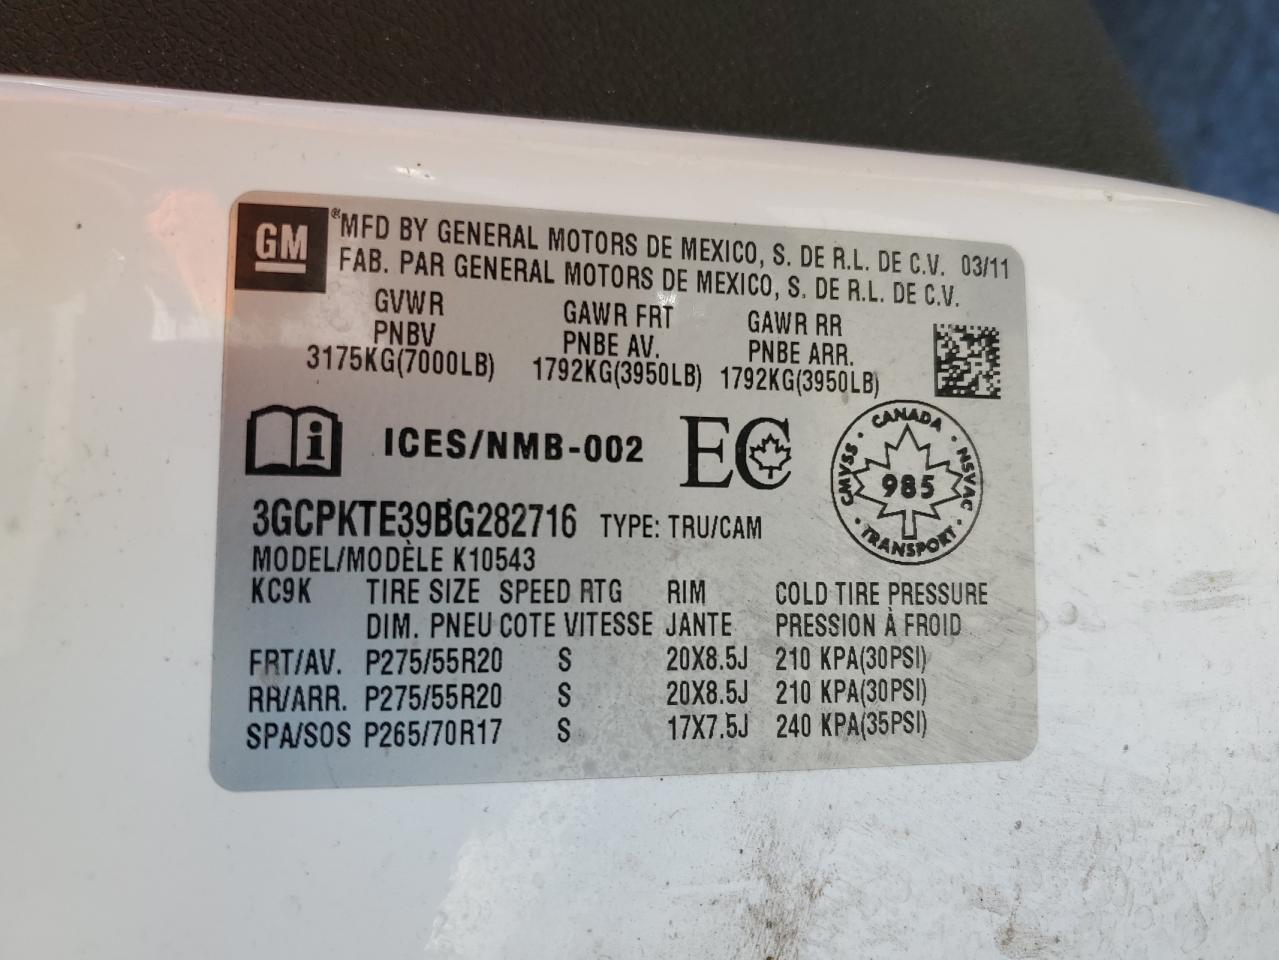 GM ® MFD BY GENERAL MOTORS DE MEXICO, S. DE R.L. DE C.V. 03/11
FAB. PAR GENERAL MOTORS DE MEXICO, S. DE R.L. DE C.V.
GVWR GAWR FRT GAWR RR
PNBV PNBE AV. PNBE ARR.
3175KG(7000LB) 1792KG(3950LB) 1792KG(3950LB)
i ICES/NMB-002 EC
CANADA · NSVAC · TRANSPORT · CMVSS ·
985
3GCPKTE39BG282716 TYPE: TRU/CAM
MODEL/MODÈLE K10543
KC9K TIRE SIZE SPEED RTG RIM COLD TIRE PRESSURE
DIM. PNEU COTE VITESSE JANTE PRESSION À FROID
FRT/AV. P275/55R20 S 20X8.5J 210 KPA(30PSI)
RR/ARR. P275/55R20 S 20X8.5J 210 KPA(30PSI)
SPA/SOS P265/70R17 S 17X7.5J 240 KPA(35PSI)